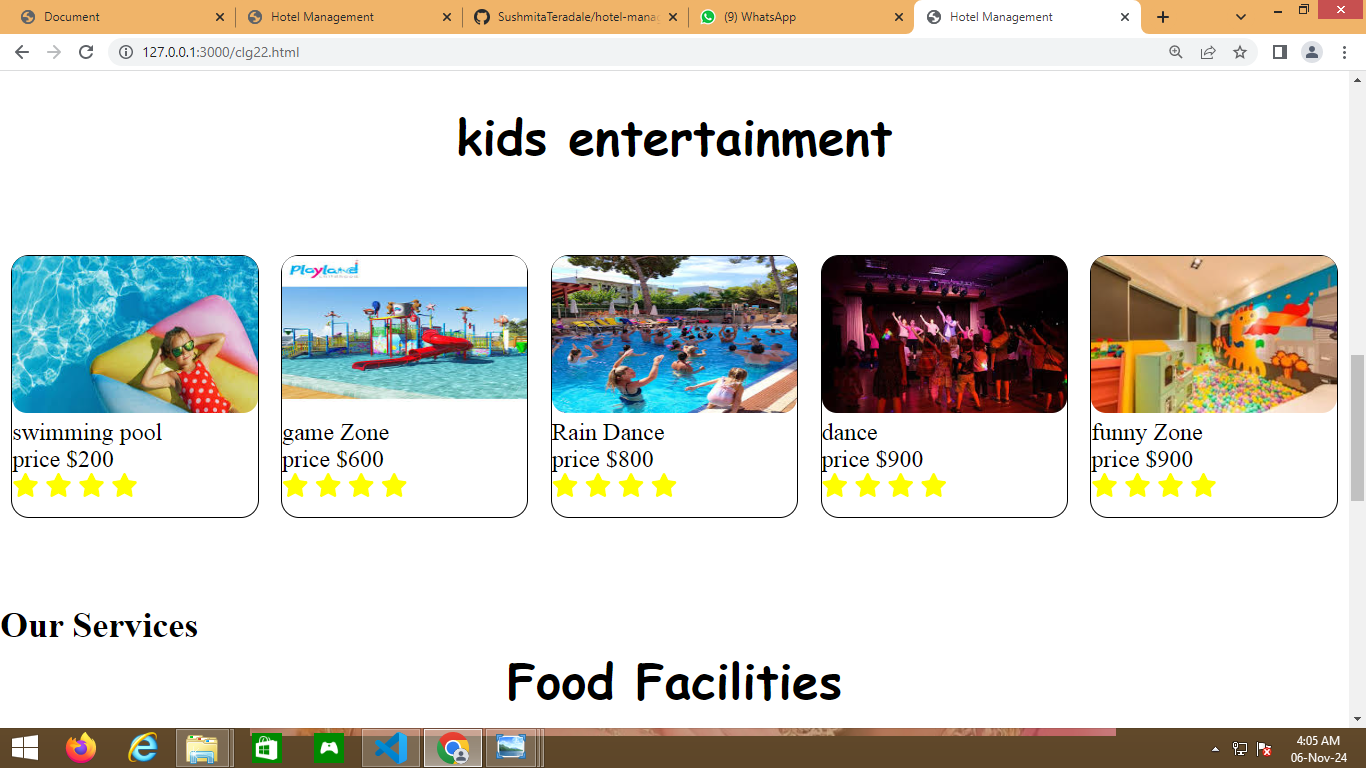 Document
Hotel Management
SushmitaTeradale/hotel-mana
(9) WhatsApp
Hotel Management
127.0.0.1:3000/clg22.html
kids entertainment
Playland
swimming pool
price $200
game Zone
price $600
Rain Dance
price $800
dance
price $900
funny Zone
price $900
Our Services
Food Facilities
4:05 AM
06-Nov-24